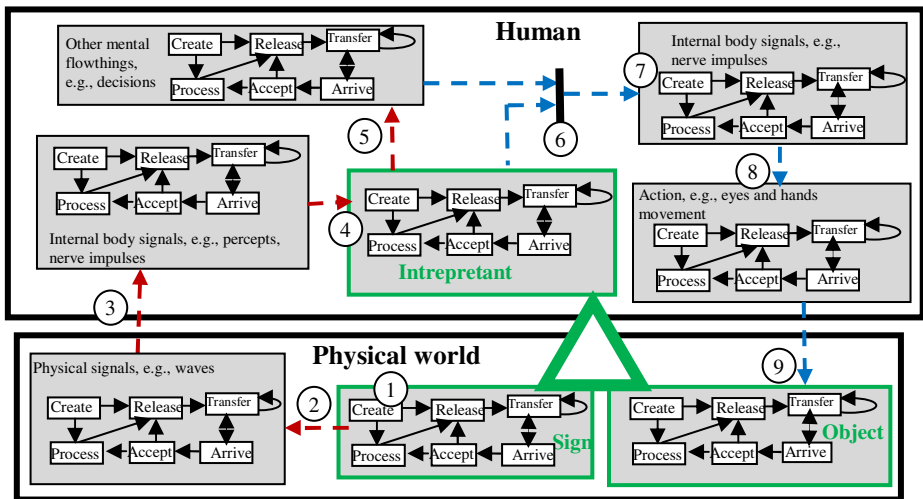 Human
Other mental
flowthings,
e.g., decisions
Create
Release
Transfer
Process
Accept
Arrive
5
6
7
Internal body signals, e.g.,
nerve impulses
Create
Release
Transfer
Process
Accept
Arrive
Create
Release
Transfer
Process
Accept
Arrive
Internal body signals, e.g., percepts,
nerve impulses
4
Create
Release
Transfer
Process
Accept
Arrive
Intrepretant
8
Action, e.g., eyes and hands
movement
Create
Release
Transfer
Process
Accept
Arrive
3
9
Physical world
Physical signals, e.g., waves
Create
Release
Transfer
Process
Accept
Arrive
2
1
Create
Release
Transfer
Process
Accept
Arrive
Sign
Create
Release
Transfer
Process
Accept
Arrive
Object